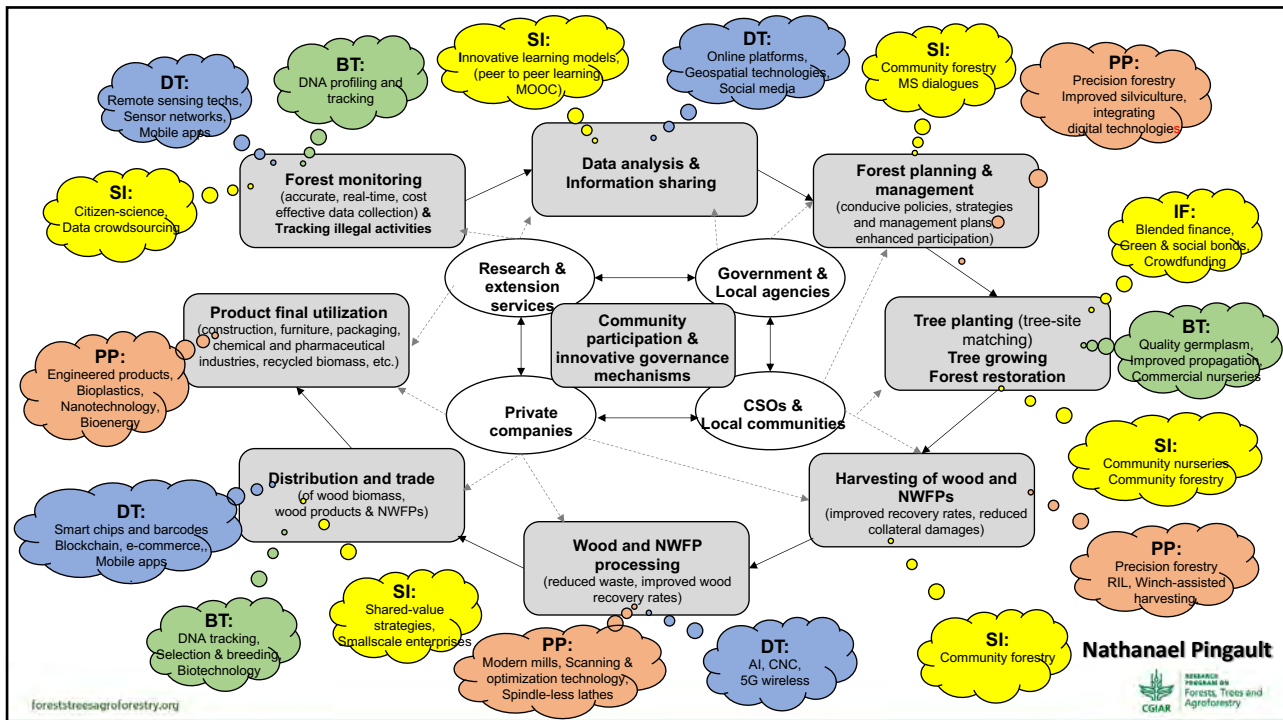 DT:
Remote sensing techs,
Sensor networks,
Mobile apps
BT:
DNA profiling and
tracking
SI:
Innovative learning models,
(peer to peer learning,
MOOC)
DT:
Online platforms,
Geospatial technologies,
Social media
SI:
Community forestry
MS dialogues
PP:
Precision forestry
Improved silviculture,
integrating
digital technologies
SI:
Citizen-science,
Data crowdsourcing
Forest monitoring
(accurate, real-time, cost
effective data collection) &
Tracking illegal activities
Data analysis &
Information sharing
Forest planning &
management
(conducive policies, strategies
and management plans
enhanced participation)
IF:
Blended finance,
Green & social bonds,
Crowdfunding
Research &
extension
services
Government &
Local agencies
Product final utilization
(construction, furniture, packaging,
chemical and pharmaceutical
industries, recycled biomass, etc.)
Community
participation &
innovative governance
mechanisms
Tree planting (tree-site
matching)
Tree growing
Forest restoration
BT:
Quality germplasm,
Improved propagation,
Commercial nurseries
PP:
Engineered products,
Bioplastics,
Nanotechnology,
Bioenergy
Private
companies
CSOs &
Local communities
SI:
Community nurseries
Community forestry
Distribution and trade
(of wood biomass,
wood products & NWFPs)
Harvesting of wood and
NWFPs
(improved recovery rates, reduced
collateral damages)
DT:
Smart chips and barcodes
Blockchain, e-commerce,,
Mobile apps
.
Wood and NWFP
processing
(reduced waste, improved wood
recovery rates)
PP:
Precision forestry
RIL, Winch-assisted
harvesting
BT:
DNA tracking,
Selection & breeding,
Biotechnology
SI:
Shared-value
strategies,
Smallscale enterprises
PP:
Modern mills, Scanning &
optimization technology,
Spindle-less lathes
DT:
AI, CNC,
5G wireless
SI:
Community forestry
Nathanael Pingault
foreststreesagroforestry.org
CGIAR
RESEARCH
PROGRAM ON
Forests, Trees and
Agroforestry